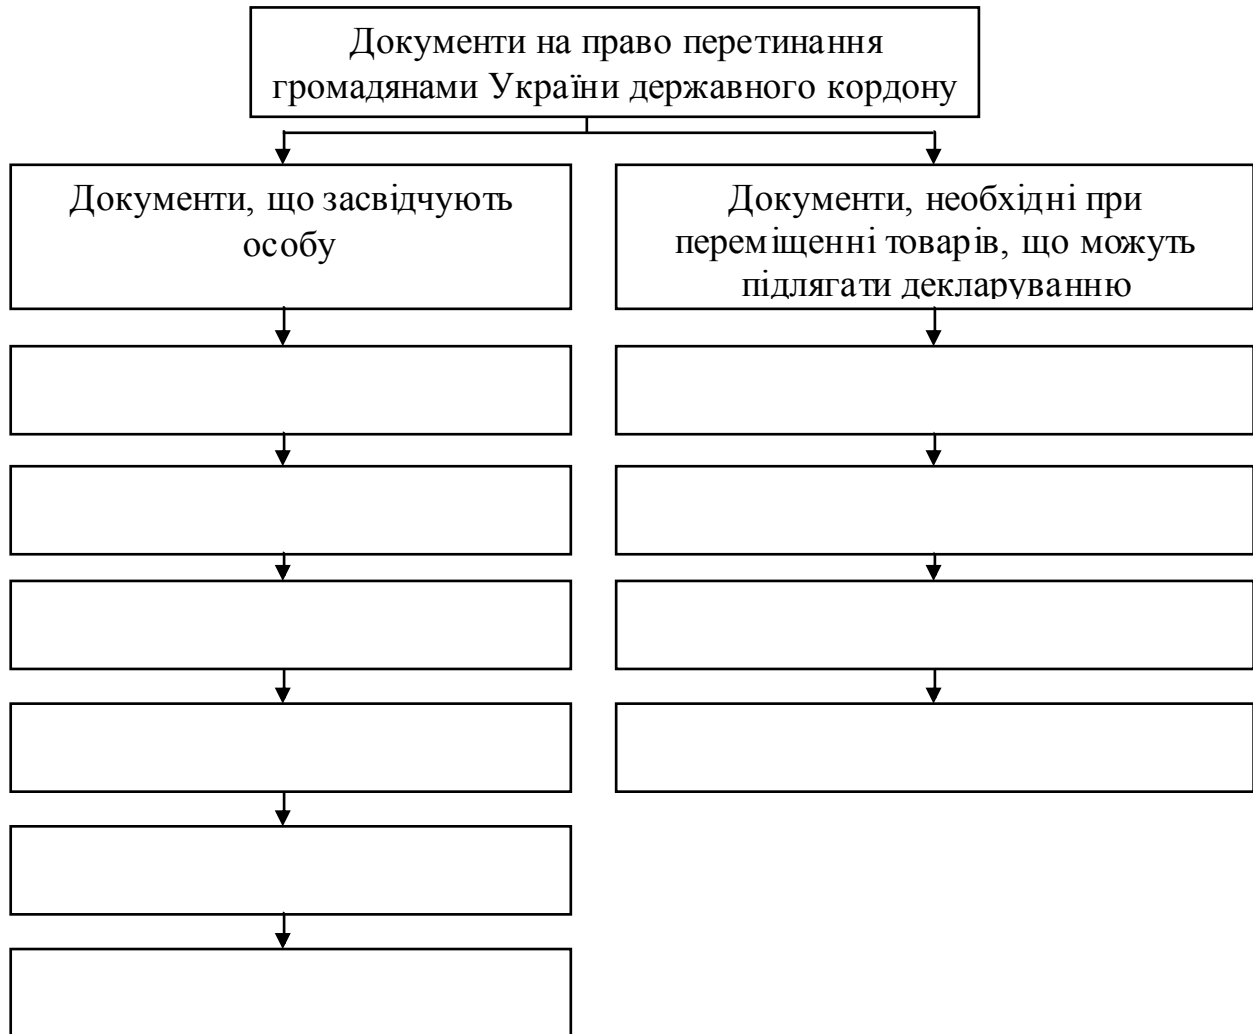 Документи на право перетинання
громадянами України державного кордону
Документи, що засвідчують
особу
Документи, необхідні при
переміщенні товарів, що можуть
підлягати декларуванню